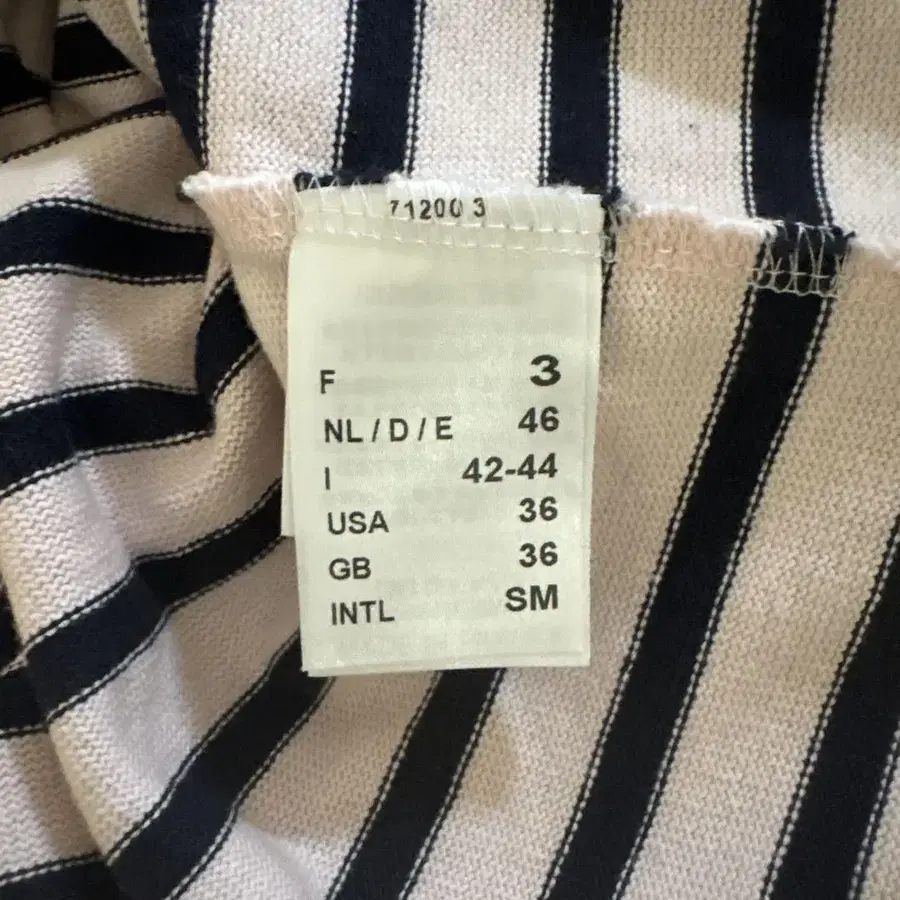 71200 3
F 3
NL / D / E 46
I 42-44
USA 36
GB 36
INTL SM